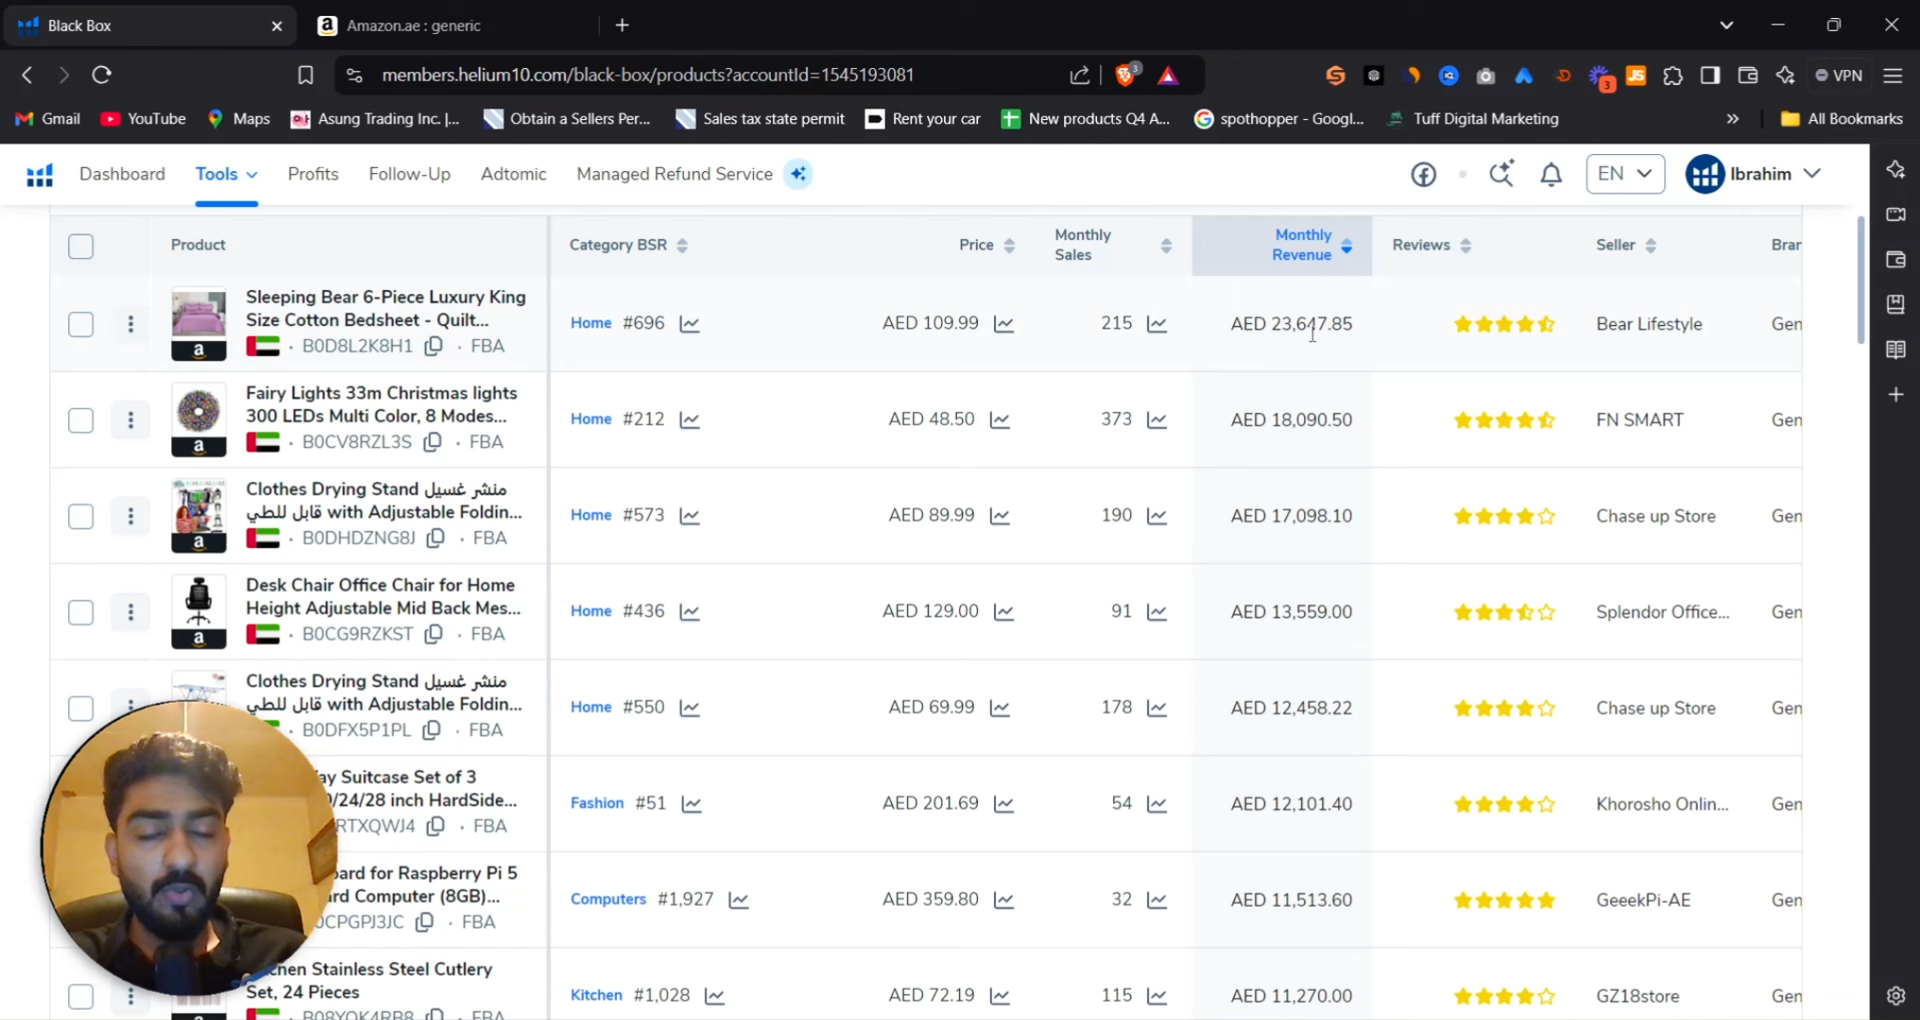 Black Box
Amazon.ae : generic
members.helium10.com/black-box/products?accountId=1545193081
3
3
VPN
Gmail
YouTube
Maps
Asung Trading Inc. |...
Obtain a Sellers Per...
Sales tax state permit
Rent your car
New products Q4 A...
spothopper - Googl...
Tuff Digital Marketing
All Bookmarks
Dashboard
Tools
Profits
Follow-Up
Adtomic
Managed Refund Service
EN
Ibrahim
Product
Category BSR
Price
Monthly
Sales
Monthly
Revenue
Reviews
Seller
Bran
Sleeping Bear 6-Piece Luxury King
Size Cotton Bedsheet - Quilt...
B0D8L2K8H1 · FBA
Home #696
AED 109.99
215
AED 23,647.85
Bear Lifestyle
Gen
Fairy Lights 33m Christmas lights
300 LEDs Multi Color, 8 Modes...
B0CV8RZL3S · FBA
Home #212
AED 48.50
373
AED 18,090.50
FN SMART
Gen
Clothes Drying Stand منشر غسيل
قابل للطي with Adjustable Foldin...
B0DHDZNG8J · FBA
Home #573
AED 89.99
190
AED 17,098.10
Chase up Store
Gen
Desk Chair Office Chair for Home
Height Adjustable Mid Back Mes...
B0CG9RZKST · FBA
Home #436
AED 129.00
91
AED 13,559.00
Splendor Office...
Gen
Clothes Drying Stand منشر غسيل
قابل للطي with Adjustable Foldin...
B0DFX5P1PL · FBA
Home #550
AED 69.99
178
AED 12,458.22
Chase up Store
Gen
ay Suitcase Set of 3
/24/28 inch HardSide...
RTXQWJ4 · FBA
Fashion #51
AED 201.69
54
AED 12,101.40
Khorosho Onlin...
Gen
ard for Raspberry Pi 5
rd Computer (8GB)...
CPGPJ3JC · FBA
Computers #1,927
AED 359.80
32
AED 11,513.60
GeeekPi-AE
Gen
chen Stainless Steel Cutlery
Set, 24 Pieces
Kitchen #1,028
AED 72.19
115
AED 11,270.00
GZ18store
Gen